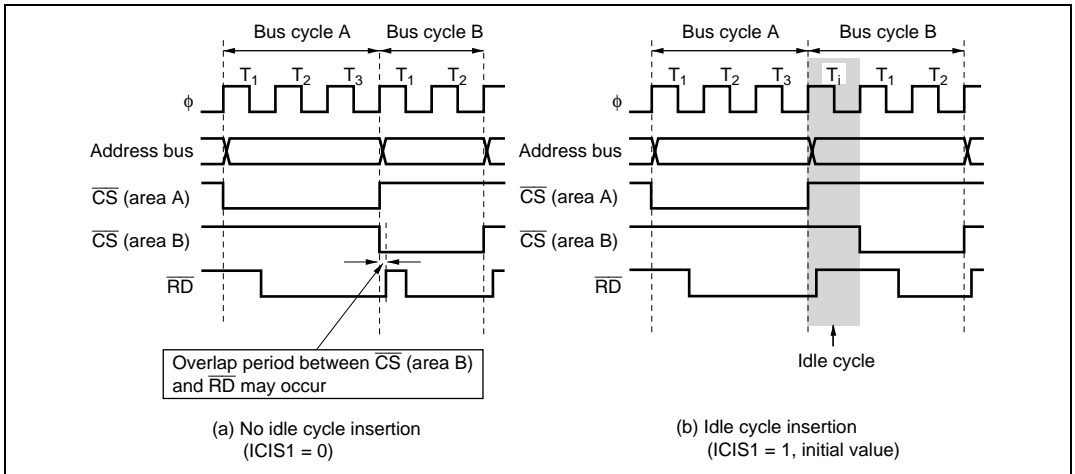 Bus cycle A Bus cycle B
T1 T2 T3 T1 T2
φ
Address bus
CS (area A)
CS (area B)
RD
Overlap period between CS (area B)
and RD may occur
(a) No idle cycle insertion
(ICIS1 = 0)
Bus cycle A Bus cycle B
T1 T2 T3 Ti T1 T2
φ
Address bus
CS (area A)
CS (area B)
RD
Idle cycle
(b) Idle cycle insertion
(ICIS1 = 1, initial value)